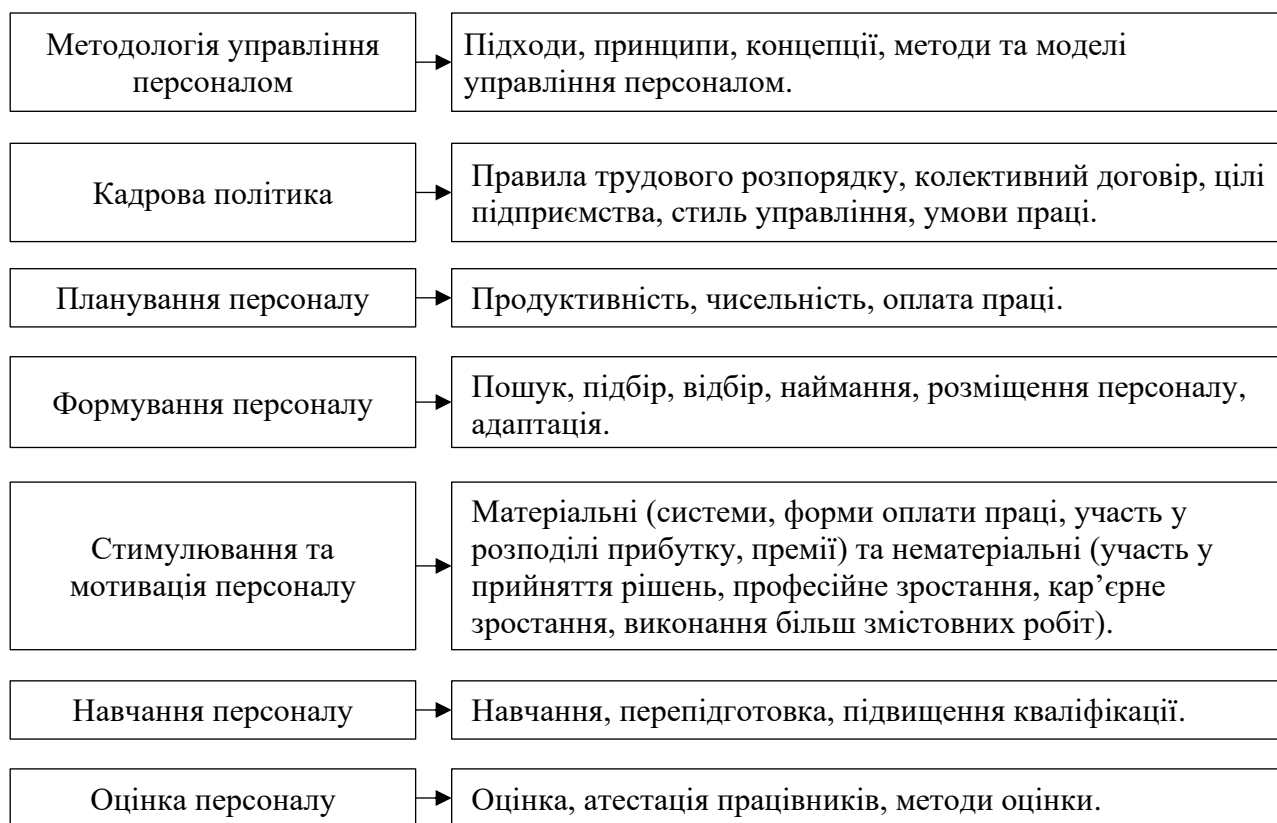 Методологія управління
персоналом
Підходи, принципи, концепції, методи та моделі
управління персоналом.
Кадрова політика
Правила трудового розпорядку, колективний договір, цілі
підприємства, стиль управління, умови праці.
Планування персоналу
Продуктивність, чисельність, оплата праці.
Формування персоналу
Пошук, підбір, відбір, наймання, розміщення персоналу,
адаптація.
Стимулювання та
мотивація персоналу
Матеріальні (системи, форми оплати праці, участь у
розподілі прибутку, премії) та нематеріальні (участь у
прийняття рішень, професійне зростання, кар’єрне
зростання, виконання більш змістовних робіт).
Навчання персоналу
Навчання, перепідготовка, підвищення кваліфікації.
Оцінка персоналу
Оцінка, атестація працівників, методи оцінки.